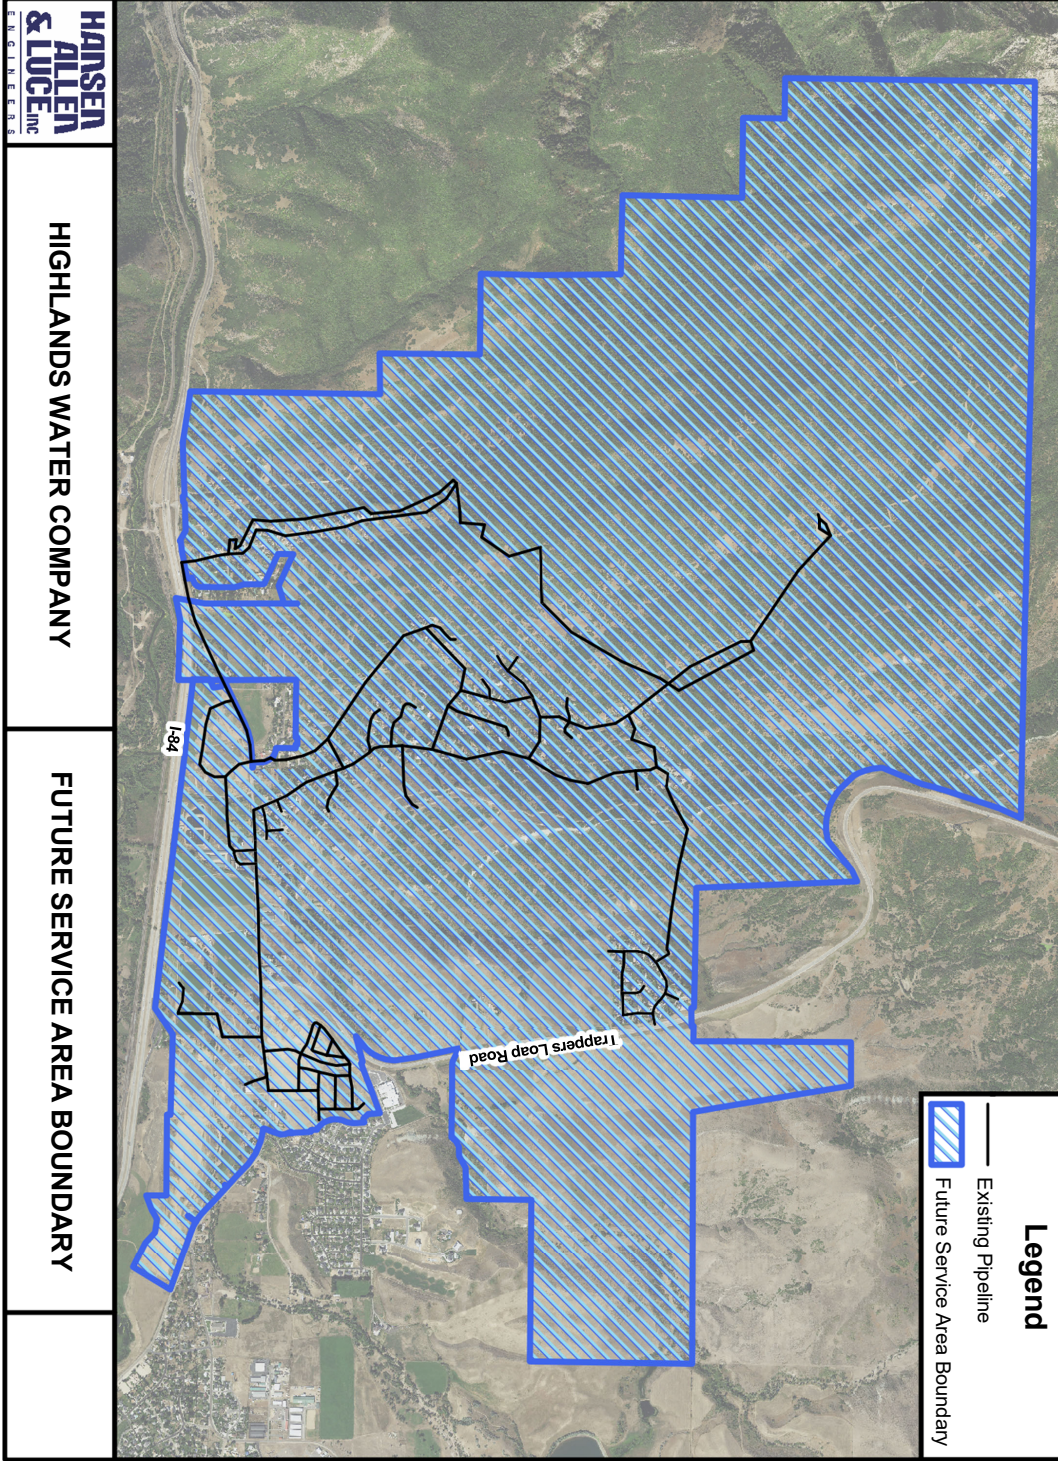 Legend
Existing Pipeline
Future Service Area Boundary
Trappers Loap Road
I-84
HANSEN
ALLEN
& LUCE INC
ENGINEERS
HIGHLANDS WATER COMPANY
FUTURE SERVICE AREA BOUNDARY